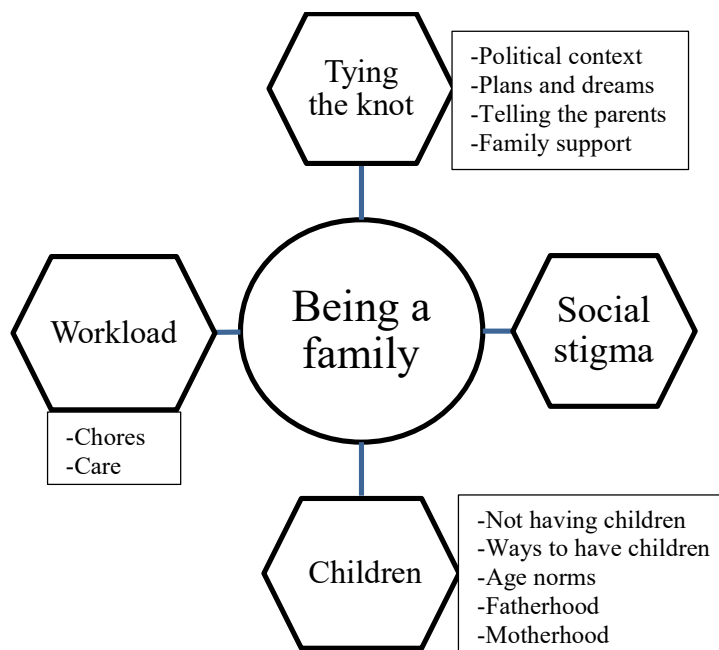 Tying
the knot
-Political context
-Plans and dreams
-Telling the parents
-Family support
Workload
-Chores
-Care
Being a
family
Social
stigma
Children
-Not having children
-Ways to have children
-Age norms
-Fatherhood
-Motherhood